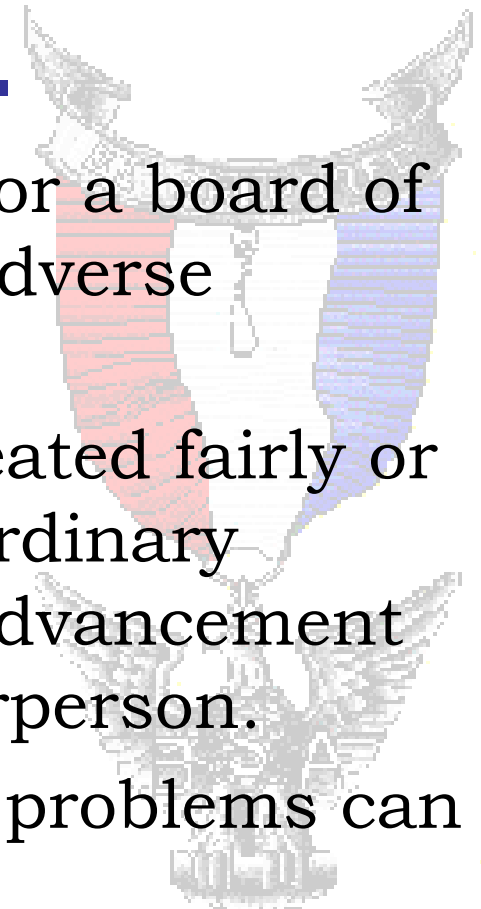 or a board of
dverse
eated fairly or
rdinary
dvancement
rperson.
problems can